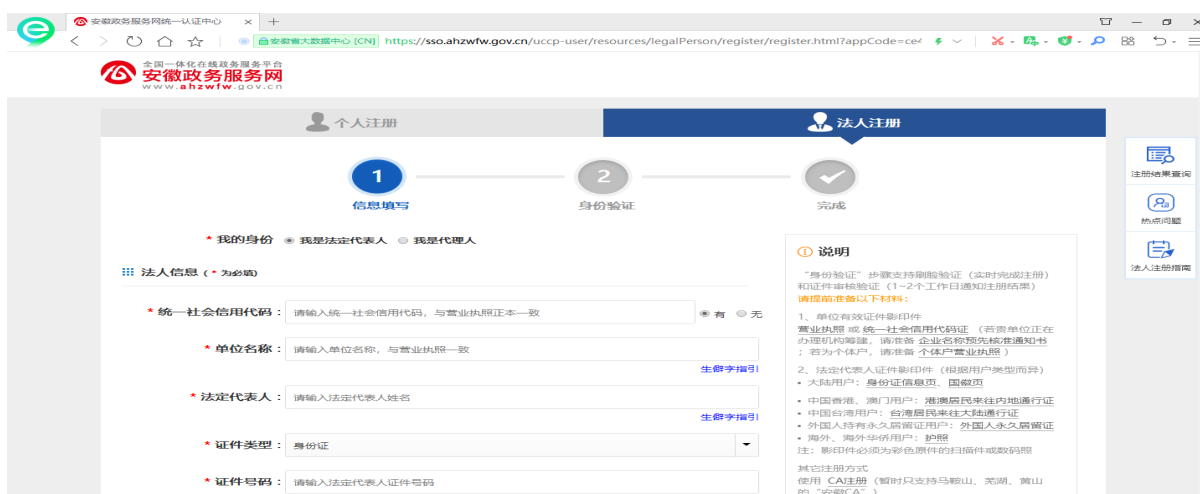 安徽政务服务网统一认证中心
安徽省大数据中心 [CN] https://sso.ahzwfw.gov.cn/uccp-user/resources/legalPerson/register/register.html?appCode=ce
全国一体化在线政务服务平台
安徽政务服务网
www.ahzwfw.gov.cn
个人注册
法人注册
1
2
信息填写
身份验证
完成
* 我的身份 我是法定代表人 我是代理人
法人信息 ( * 为必填)
* 统一社会信用代码： 请输入统一社会信用代码，与营业执照正本一致 有 无
* 单位名称： 请输入单位名称，与营业执照一致
生僻字指引
* 法定代表人： 请输入法定代表人姓名
生僻字指引
* 证件类型： 身份证
* 证件号码： 请输入法定代表人证件号码
说明
“身份验证”步骤支持刷脸验证（实时完成注册）
和证件审核验证（1~2个工作日通知注册结果）
请提前准备以下材料：
1、单位有效证件影印件
营业执照 或 统一社会信用代码证 （若贵单位正在
办理机构筹建，请准备 企业名称预先核准通知书
；若为个体户，请准备 个体户营业执照 ）
2、法定代表人证件影印件（根据用户类型而异）
• 大陆用户：身份证信息页、国徽页
• 中国香港、澳门用户：港澳居民来往内地通行证
• 中国台湾用户：台湾居民来往大陆通行证
• 外国人持有永久居留证用户：外国人永久居留证
• 海外、海外华侨用户：护照
注：影印件必须为彩色原件的扫描件或数码照
其它注册方式
使用 CA注册（暂时只支持马鞍山、芜湖、黄山
的“安徽CA”）
注册结果查询
热点问题
法人注册指南